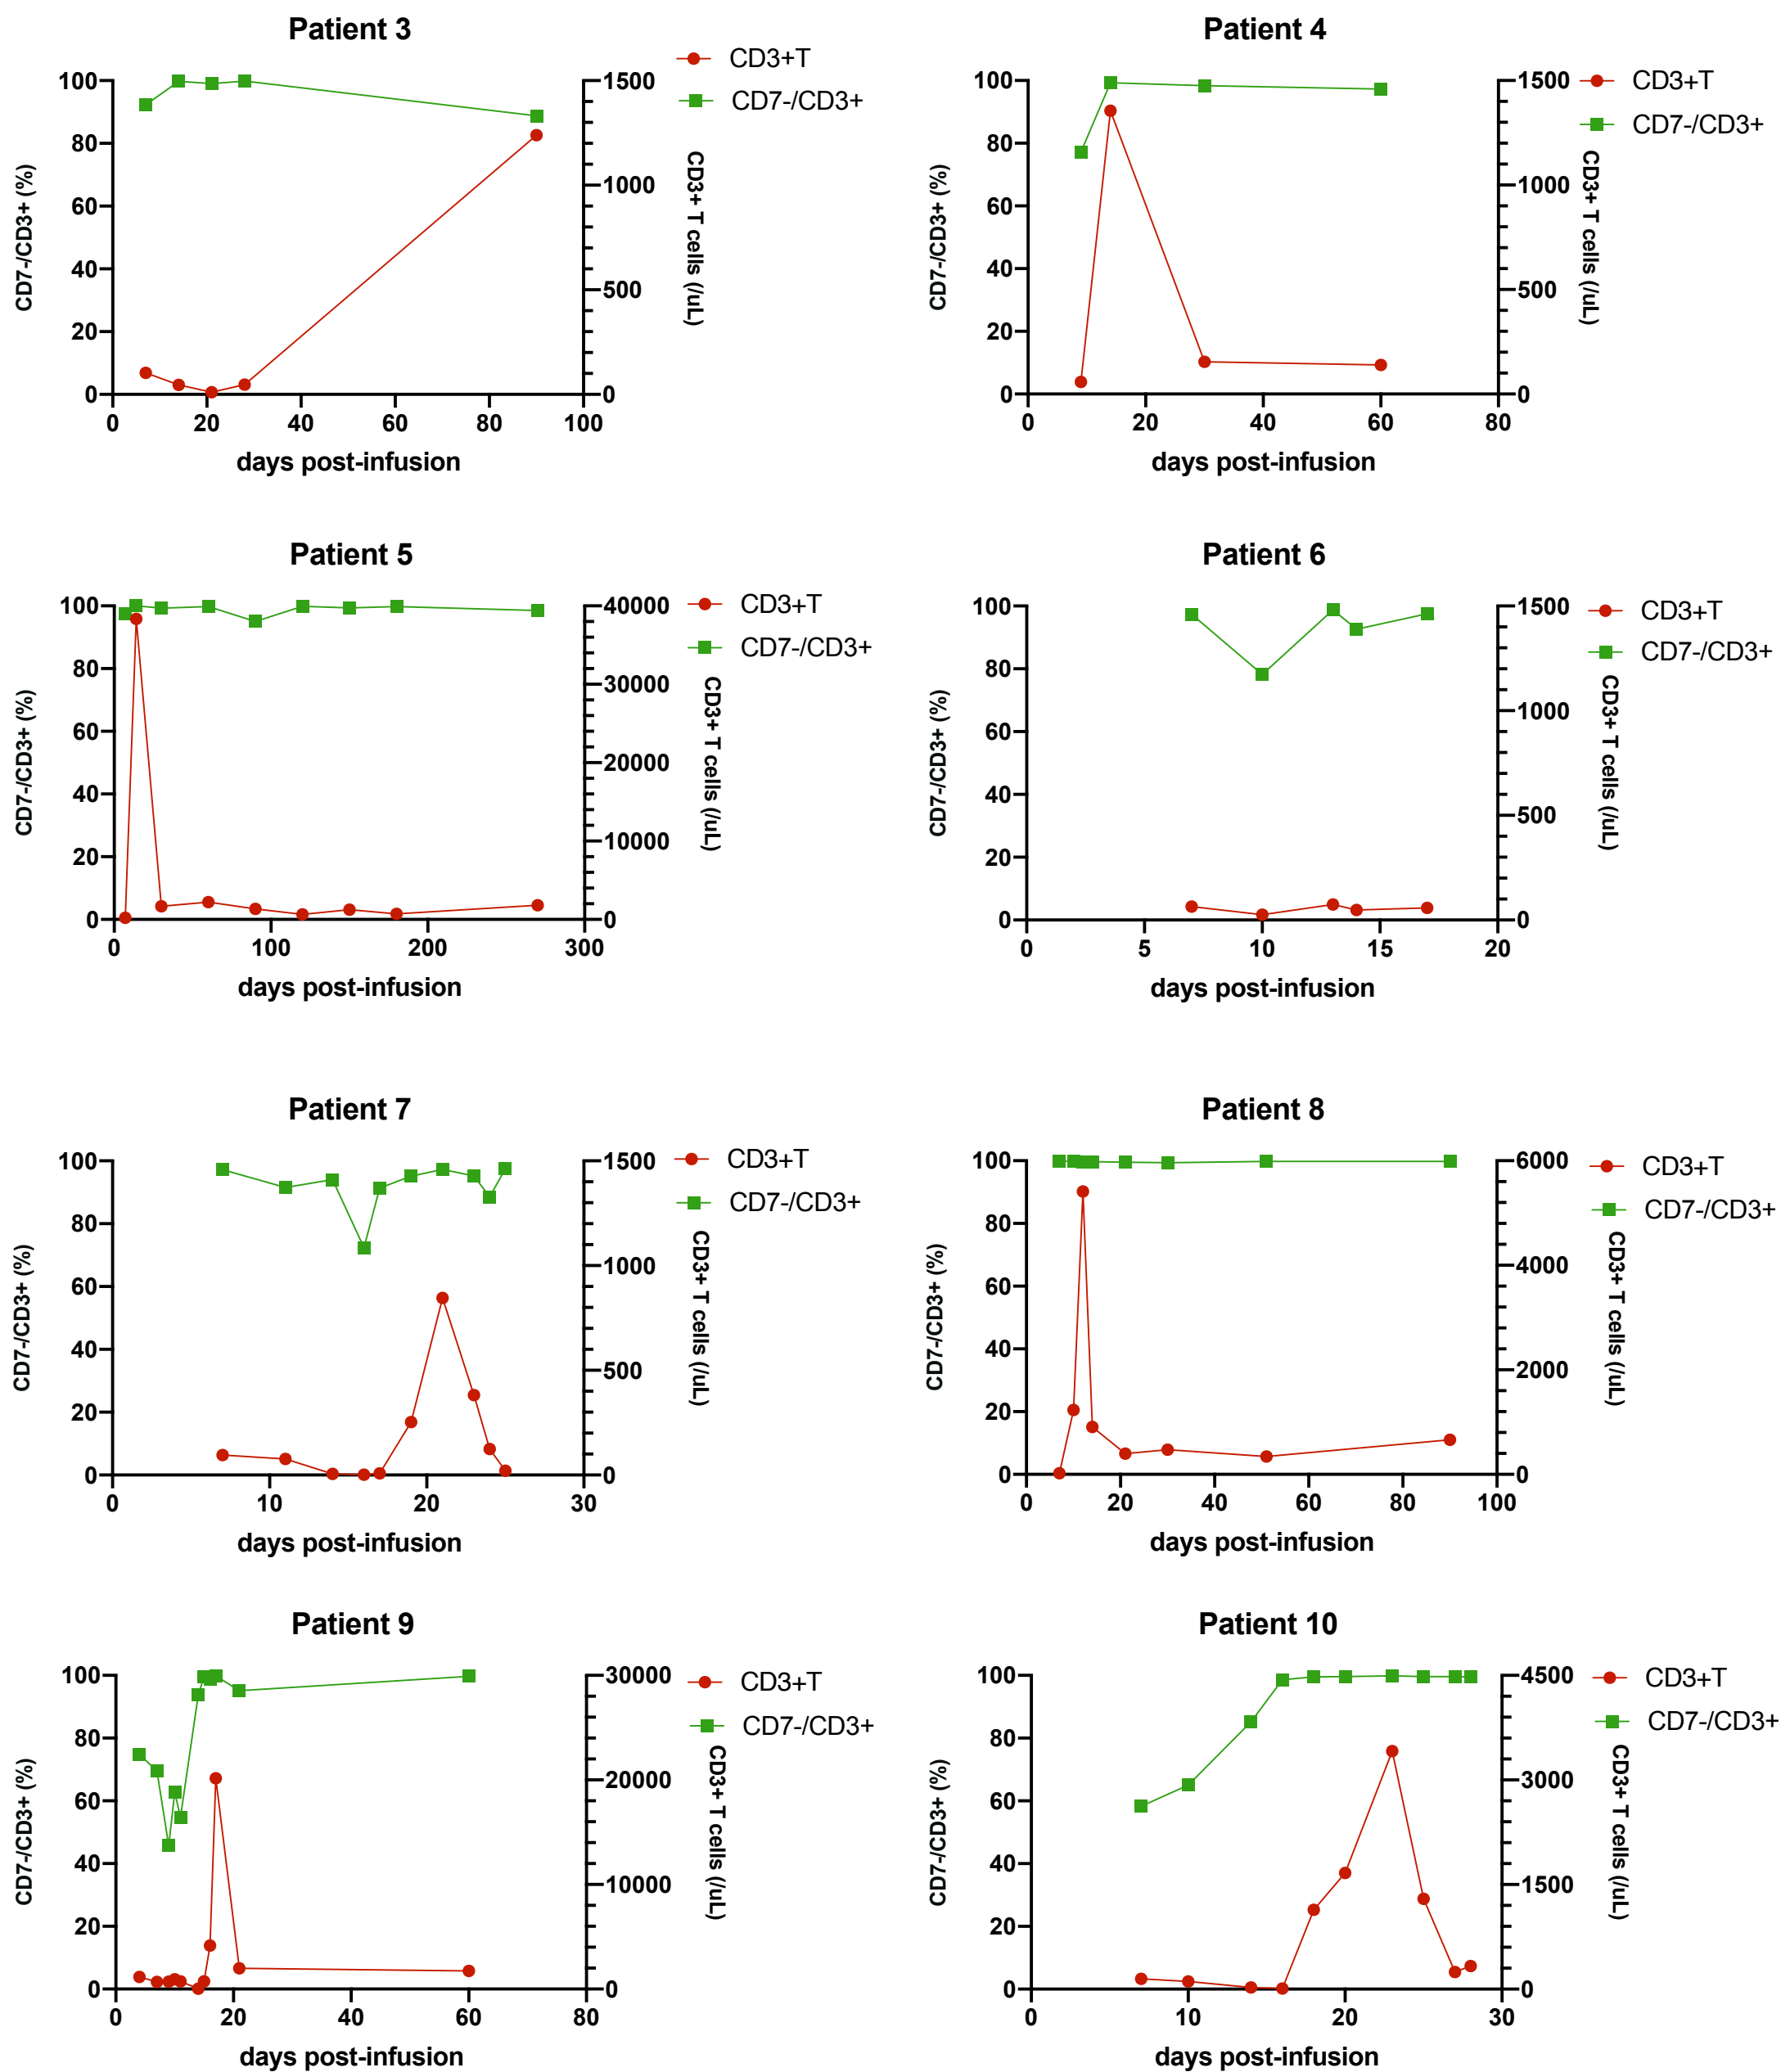 Patient 3
CD3+T
CD7-/CD3+
CD7-/CD3+ (%)
100
80
60
40
20
0
1500
1000
500
0
CD3+ T cells (/uL)
0 20 40 60 80 100
days post-infusion
Patient 4
CD3+T
CD7-/CD3+
CD7-/CD3+ (%)
100
80
60
40
20
0
1500
1000
500
0
CD3+ T cells (/uL)
0 20 40 60 80
days post-infusion
Patient 5
CD3+T
CD7-/CD3+
CD7-/CD3+ (%)
100
80
60
40
20
0
40000
30000
20000
10000
0
CD3+ T cells (/uL)
0 100 200 300
days post-infusion
Patient 6
CD3+T
CD7-/CD3+
CD7-/CD3+ (%)
100
80
60
40
20
0
1500
1000
500
0
CD3+ T cells (/uL)
0 5 10 15 20
days post-infusion
Patient 7
CD3+T
CD7-/CD3+
CD7-/CD3+ (%)
100
80
60
40
20
0
1500
1000
500
0
CD3+ T cells (/uL)
0 10 20 30
days post-infusion
Patient 8
CD3+T
CD7-/CD3+
CD7-/CD3+ (%)
100
80
60
40
20
0
6000
4000
2000
0
CD3+ T cells (/uL)
0 20 40 60 80 100
days post-infusion
Patient 9
CD3+T
CD7-/CD3+
CD7-/CD3+ (%)
100
80
60
40
20
0
30000
20000
10000
0
CD3+ T cells (/uL)
0 20 40 60 80
days post-infusion
Patient 10
CD3+T
CD7-/CD3+
CD7-/CD3+ (%)
100
80
60
40
20
0
4500
3000
1500
0
CD3+ T cells (/uL)
0 10 20 30
days post-infusion